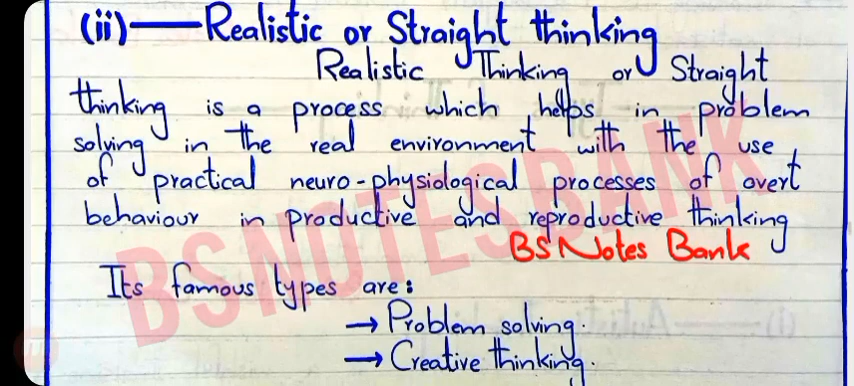 (ii)—Realistic or Straight thinking
Realistic Thinking or Straight
thinking is a process which helps in problem
solving in the real environment with the use
of practical neuro-physiological processes of overt
behaviour in productive and reproductive thinking
BS Notes Bank
BSNOTESBANK
Its famous types are:
→ Problem solving.
→ Creative thinking.